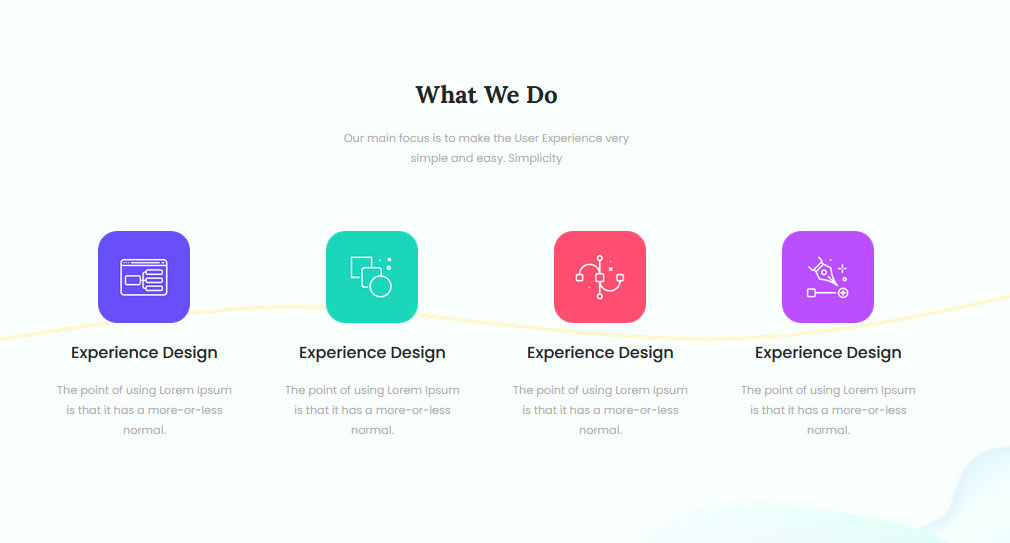 What We Do
Our main focus is to make the User Experience very
simple and easy. Simplicity
Experience Design
The point of using Lorem Ipsum
is that it has a more-or-less
normal.
Experience Design
The point of using Lorem Ipsum
is that it has a more-or-less
normal.
Experience Design
The point of using Lorem Ipsum
is that it has a more-or-less
normal.
Experience Design
The point of using Lorem Ipsum
is that it has a more-or-less
normal.